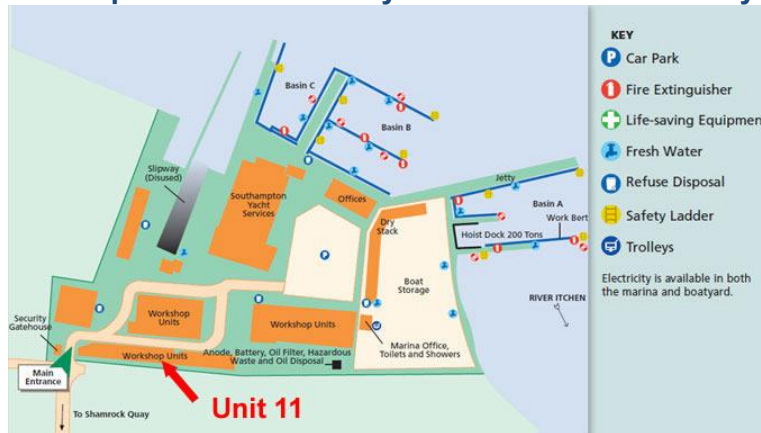 Basin C
Basin B
Slipway
(Disused)
Southampton
Yacht
Services
Offices
Jetty
Basin A
Work Bert
Dry
Stack
Hoist Dock 200 Tons
P
Boat
Storage
RIVER ITCHEN
Workshop
Units
Workshop Units
Security
Gatehouse
Marina Office,
Toilets and Showers
Workshop Units
Anode, Battery, Oil Filter, Hazardous
Waste and Oil Disposal
Main
Entrance
To Shamrock Quay
Unit 11
KEY
P Car Park
Fire Extinguisher
Life-saving Equipmen
Fresh Water
Refuse Disposal
Safety Ladder
Trolleys
Electricity is available in both
the marina and boatyard.